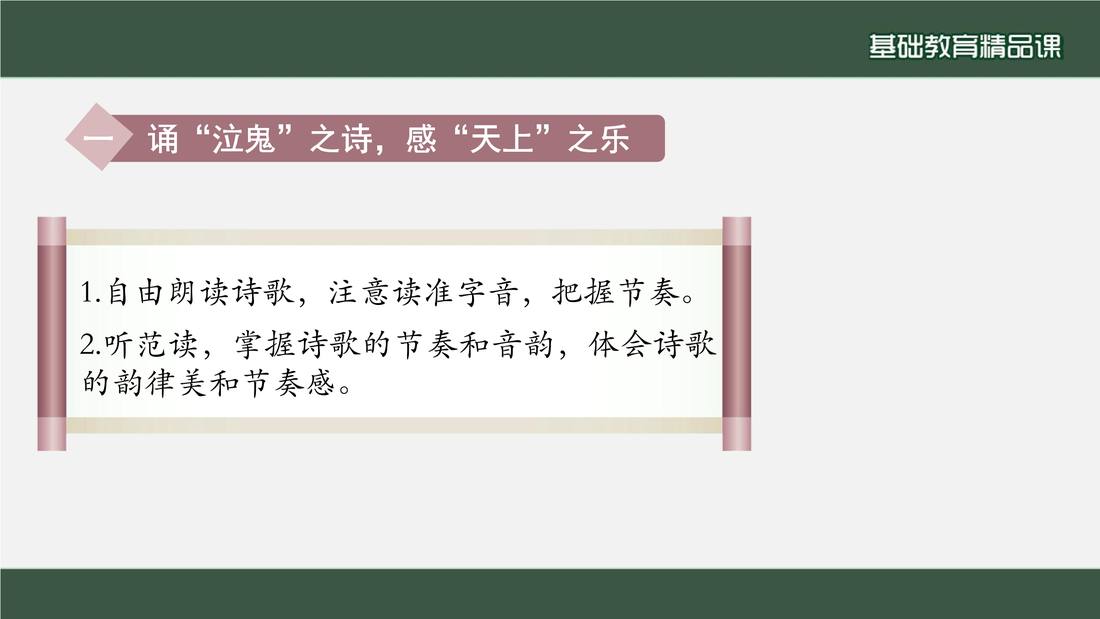 基础教育精品课
一 诵“泣鬼”之诗，感“天上”之乐
1.自由朗读诗歌，注意读准字音，把握节奏。
2.听范读，掌握诗歌的节奏和音韵，体会诗歌
的韵律美和节奏感。